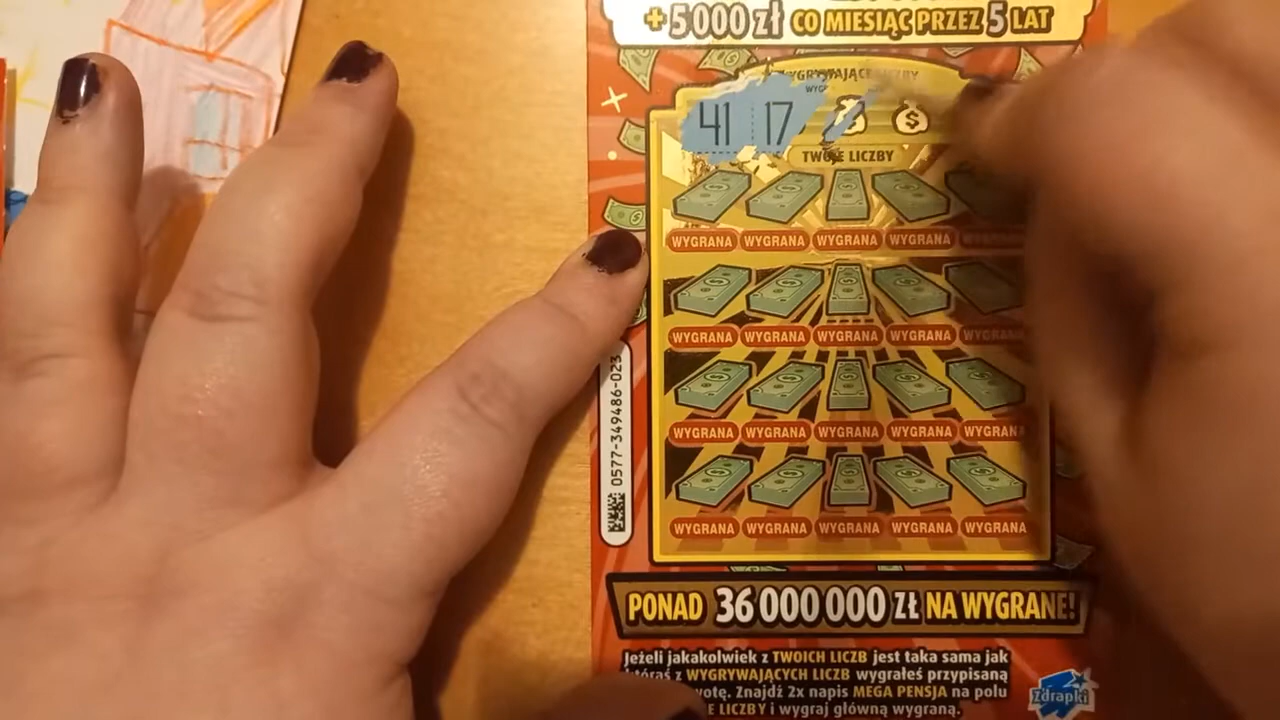 +5 000 zł CO MIESIĄC PRZEZ 5 LAT
WYGRYWAJĄCE LICZBY
41 17
TWOJE LICZBY
WYGRANA WYGRANA WYGRANA WYGRANA
WYGRANA WYGRANA WYGRANA WYGRANA WYGRANA
WYGRANA WYGRANA WYGRANA WYGRANA WYGRANA
WYGRANA WYGRANA WYGRANA WYGRANA WYGRANA
0577-349486-023
PONAD 36 000 000 ZŁ NA WYGRANE!
Jeżeli jakakolwiek z TWOICH LICZB jest taka sama jak
z WYGRYWAJĄCYCH LICZB wygrałeś przypisaną
Znajdź 2x napis MEGA PENSJA na polu
LICZBY i wygraj główną wygraną.
Zdrapki